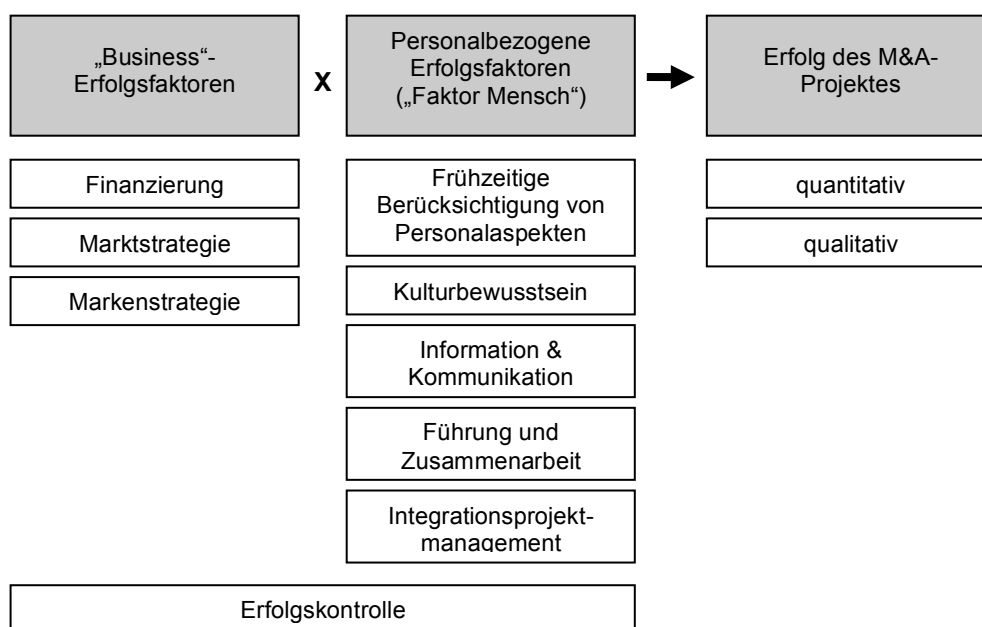 „Business“-
Erfolgsfaktoren
X
Personalbezogene
Erfolgsfaktoren
(„Faktor Mensch“)
Erfolg des M&A-
Projektes
Finanzierung
Marktstrategie
Markenstrategie
Frühzeitige
Berücksichtigung von
Personalaspekten
Kulturbewusstsein
Information &
Kommunikation
Führung und
Zusammenarbeit
Integrationsprojekt-
management
quantitativ
qualitativ
Erfolgskontrolle